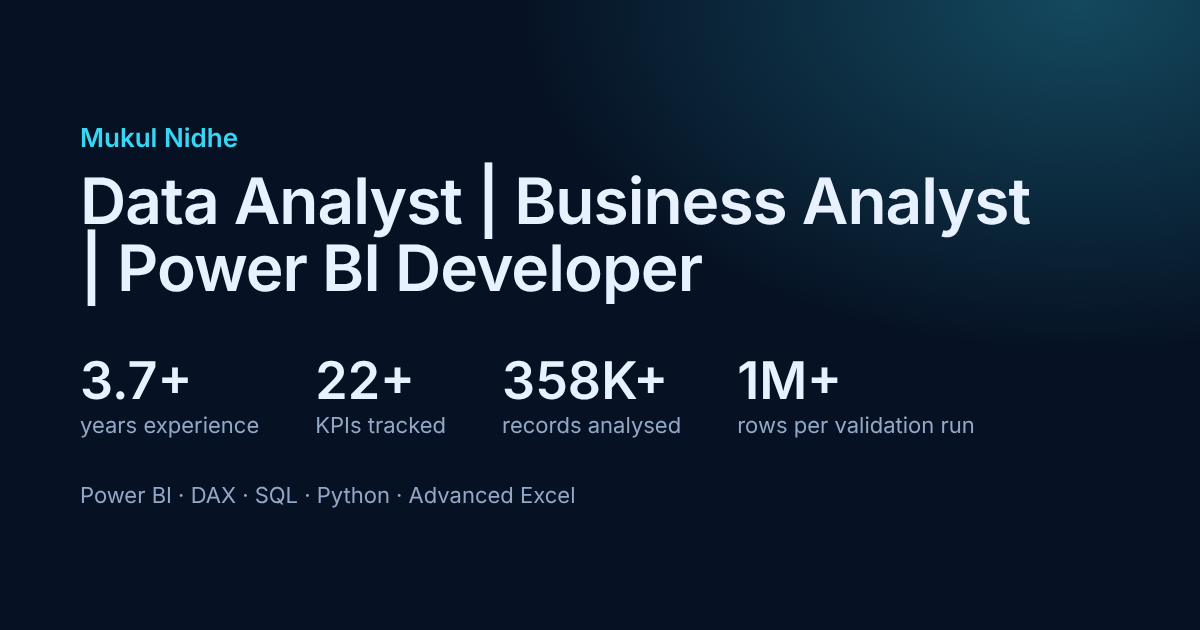 Mukul Nidhe
Data Analyst | Business Analyst
| Power BI Developer
3.7+ 22+ 358K+ 1M+
years experience KPIs tracked records analysed rows per validation run
Power BI · DAX · SQL · Python · Advanced Excel